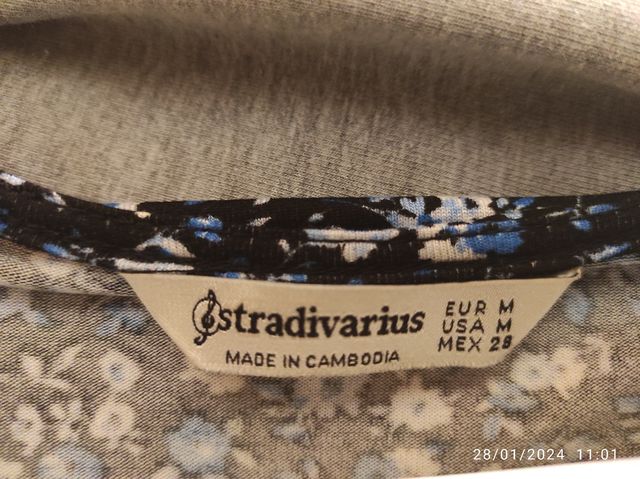 stradivarius
MADE IN CAMBODIA
EUR M
USA M
MEX 28
28/01/2024 11:01